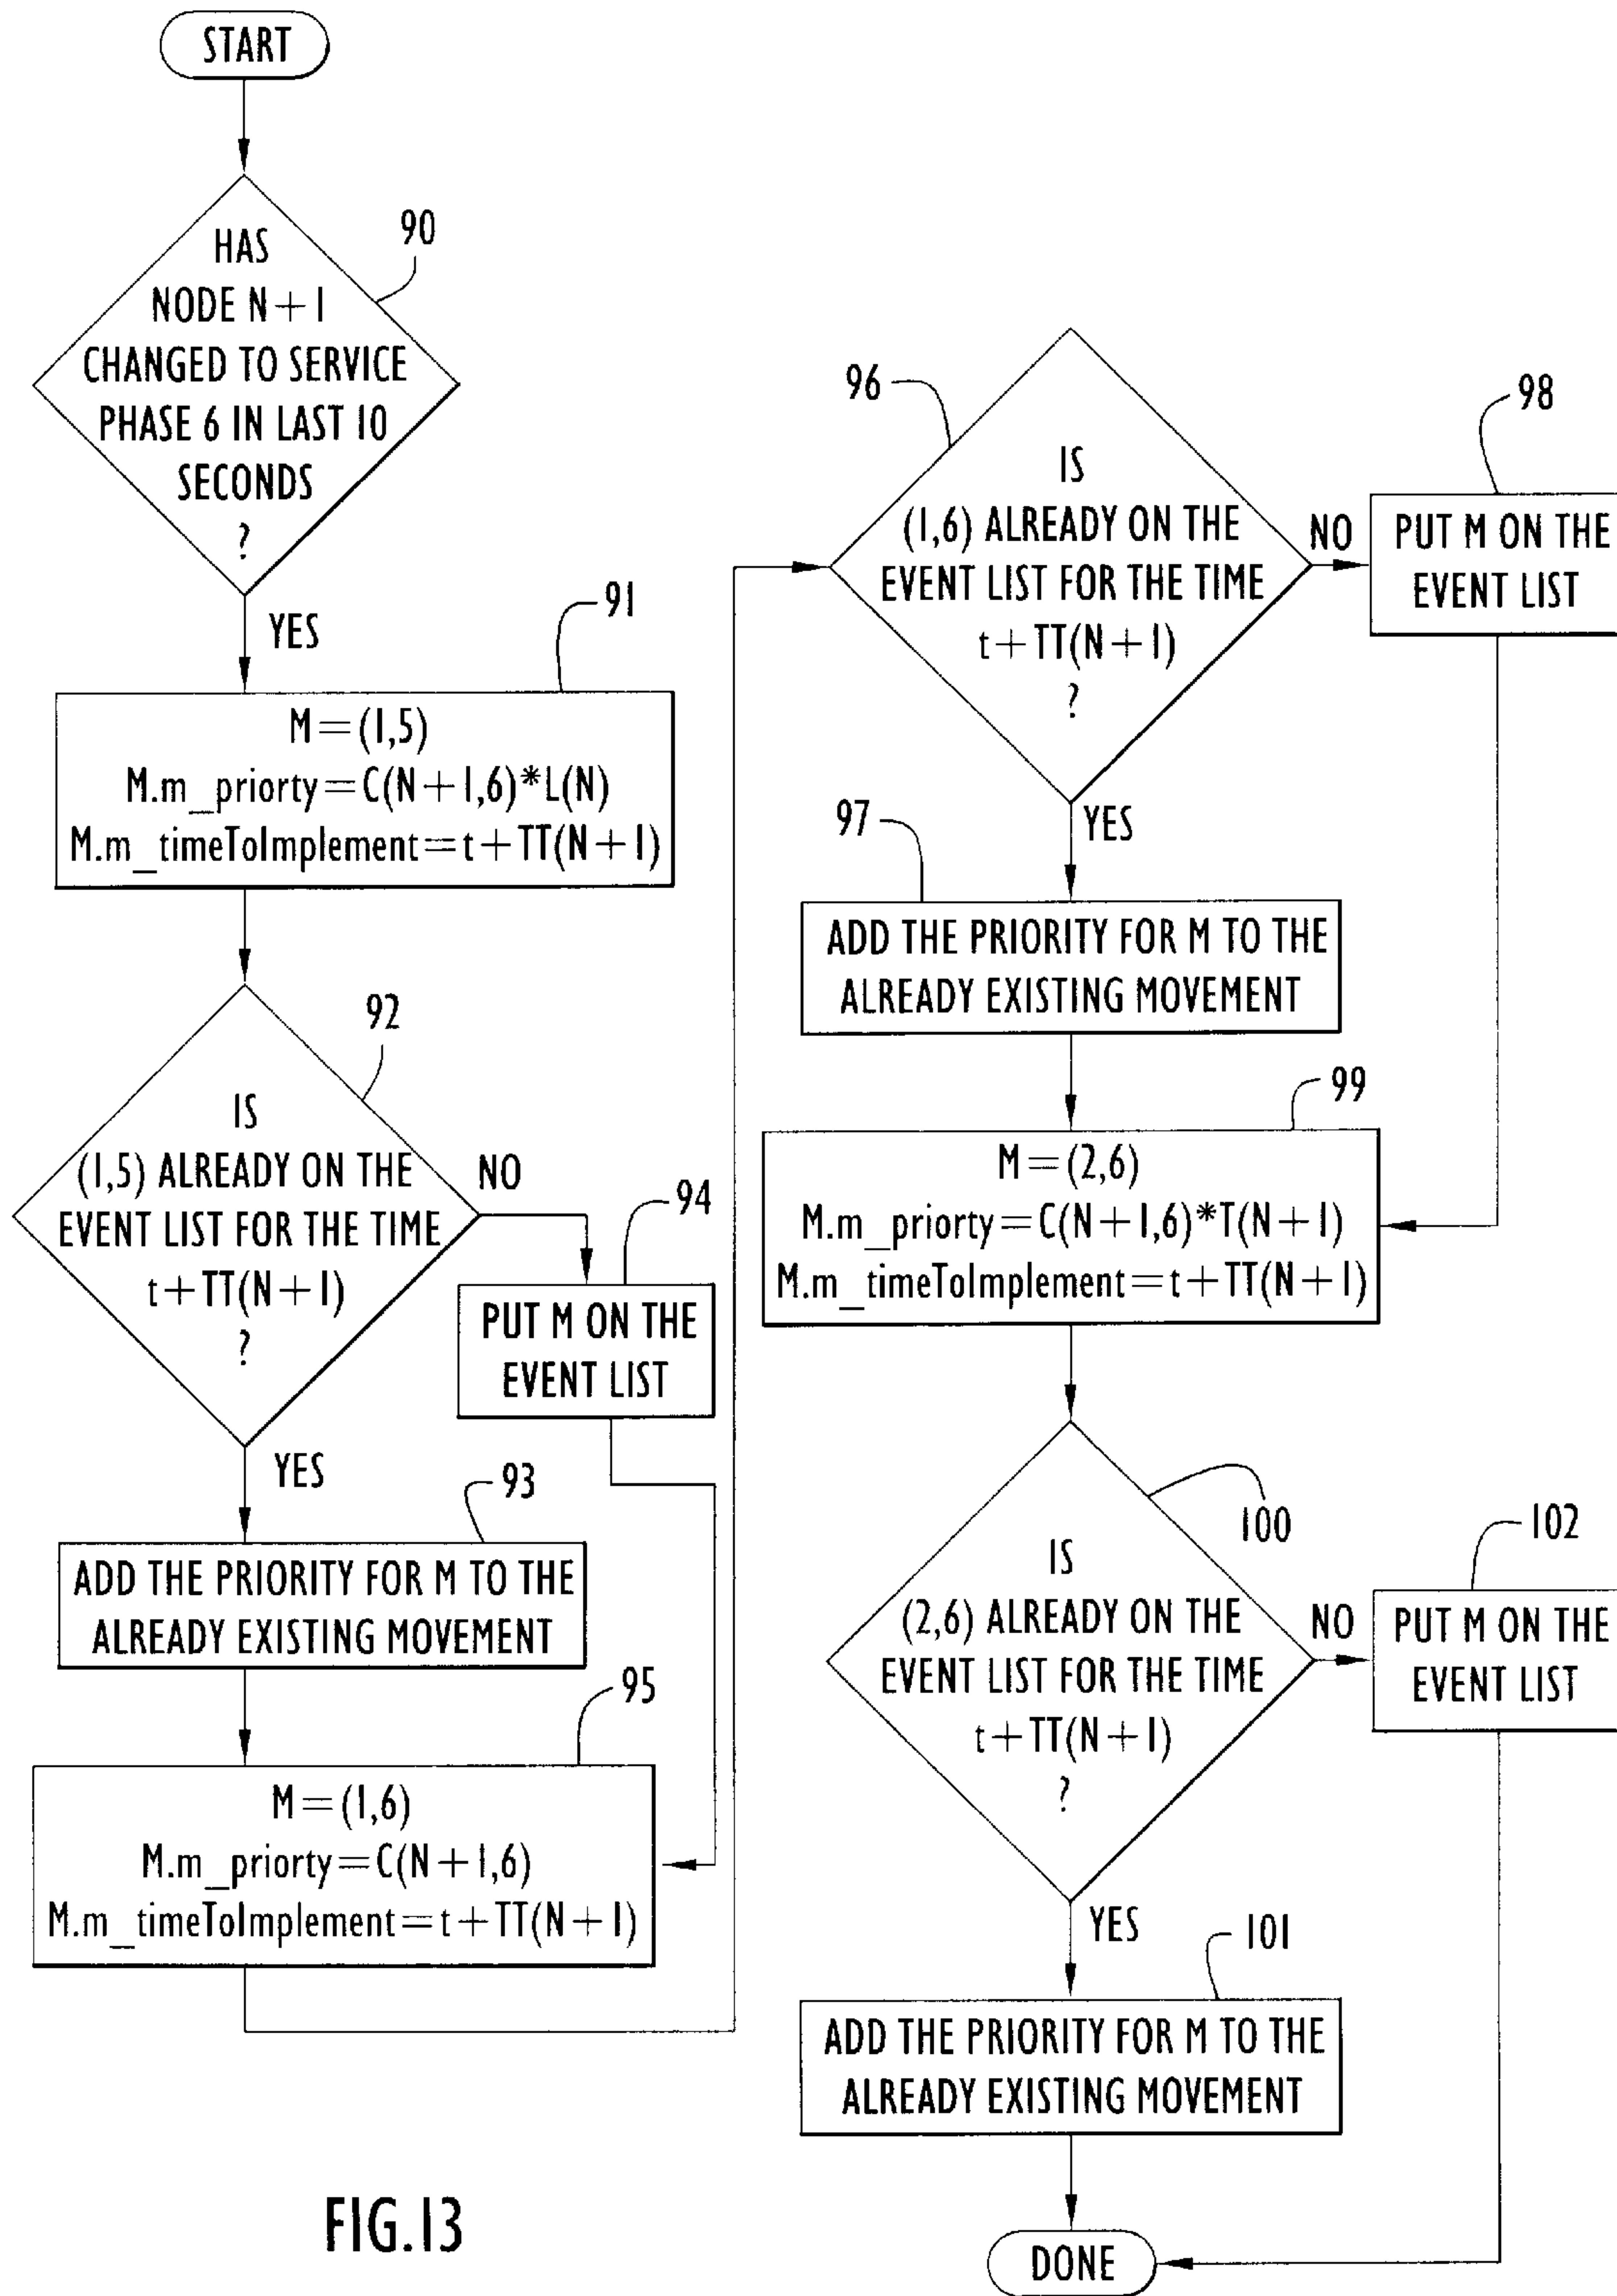 START
HAS
NODE N+1
CHANGED TO SERVICE
PHASE 6 IN LAST 10
SECONDS
?
90
YES
91
M=(1,5)
M.m_priorty=C(N+1,6)*L(N)
M.m_timeToImplement=t+TT(N+1)
92
IS
(1,5) ALREADY ON THE
EVENT LIST FOR THE TIME
t+TT(N+1)
?
NO
94
PUT M ON THE
EVENT LIST
YES
93
ADD THE PRIORITY FOR M TO THE
ALREADY EXISTING MOVEMENT
95
M=(1,6)
M.m_priorty=C(N+1,6)
M.m_timeToImplement=t+TT(N+1)
96
IS
(1,6) ALREADY ON THE
EVENT LIST FOR THE TIME
t+TT(N+1)
?
NO
98
PUT M ON THE
EVENT LIST
YES
97
ADD THE PRIORITY FOR M TO THE
ALREADY EXISTING MOVEMENT
99
M=(2,6)
M.m_priorty=C(N+1,6)*T(N+1)
M.m_timeToImplement=t+TT(N+1)
100
IS
(2,6) ALREADY ON THE
EVENT LIST FOR THE TIME
t+TT(N+1)
?
NO
102
PUT M ON THE
EVENT LIST
YES
101
ADD THE PRIORITY FOR M TO THE
ALREADY EXISTING MOVEMENT
DONE
FIG.13